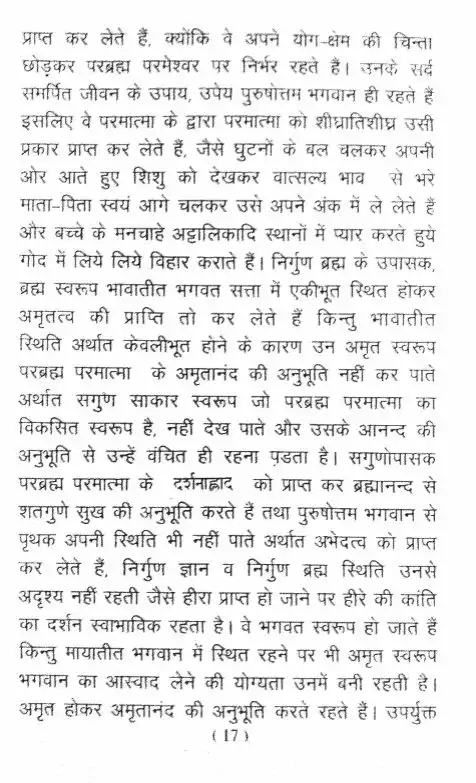 प्राप्त कर लेते हैं, क्योंकि वे अपने योग-क्षेम की चिन्ता
छोड़कर परब्रह्म परमेश्वर पर निर्भर रहते हैं। उनके सर्व
समर्पित जीवन के उपाय, उपेय पुरुषोत्तम भगवान ही रहते हैं
इसलिए वे परमात्मा के द्वारा परमात्मा को शीघ्रातिशीघ्र उसी
प्रकार प्राप्त कर लेते हैं, जैसे घुटनों के बल चलकर अपनी
ओर आते हुए शिशु को देखकर वात्सल्य भाव से भरे
माता-पिता स्वयं आगे चलकर उसे अपने अंक में ले लेते हैं
और बच्चे के मनचाहे अट्टालिकादि स्थानों में प्यार करते हुये
गोद में लिये लिये विहार कराते हैं। निर्गुण ब्रह्म के उपासक,
ब्रह्म स्वरूप भावातीत भगवत सत्ता में एकीभूत स्थित होकर
अमृतत्व की प्राप्ति तो कर लेते हैं किन्तु भावातीत
स्थिति अर्थात केवलीभूत होने के कारण उन अमृत स्वरूप
परब्रह्म परमात्मा के अमृतानंद की अनुभूति नहीं कर पाते
अर्थात सगुण साकार स्वरूप जो परब्रह्म परमात्मा का
विकसित स्वरूप है, नहीं देख पाते और उसके आनन्द की
अनुभूति से उन्हें वंचित ही रहना पडता है। सगुणोपासक
परब्रह्म परमात्मा के दर्शनाह्लाद को प्राप्त कर ब्रह्मानन्द से
शतगुणे सुख की अनुभूति करते हैं तथा पुरुषोत्तम भगवान से
पृथक अपनी स्थिति भी नहीं पाते अर्थात अभेदत्व को प्राप्त
कर लेते हैं, निर्गुण ज्ञान व निर्गुण ब्रह्म स्थिति उनसे
अदृश्य नहीं रहती जैसे हीरा प्राप्त हो जाने पर हीरे की कांति
का दर्शन स्वाभाविक रहता है। वे भगवत स्वरूप हो जाते हैं
किन्तु मायातीत भगवान में स्थित रहने पर भी अमृत स्वरूप
भगवान का आस्वाद लेने की योग्यता उनमें बनी रहती है।
अमृत होकर अमृतानंद की अनुभूति करते रहते हैं। उपर्युक्त
(17)